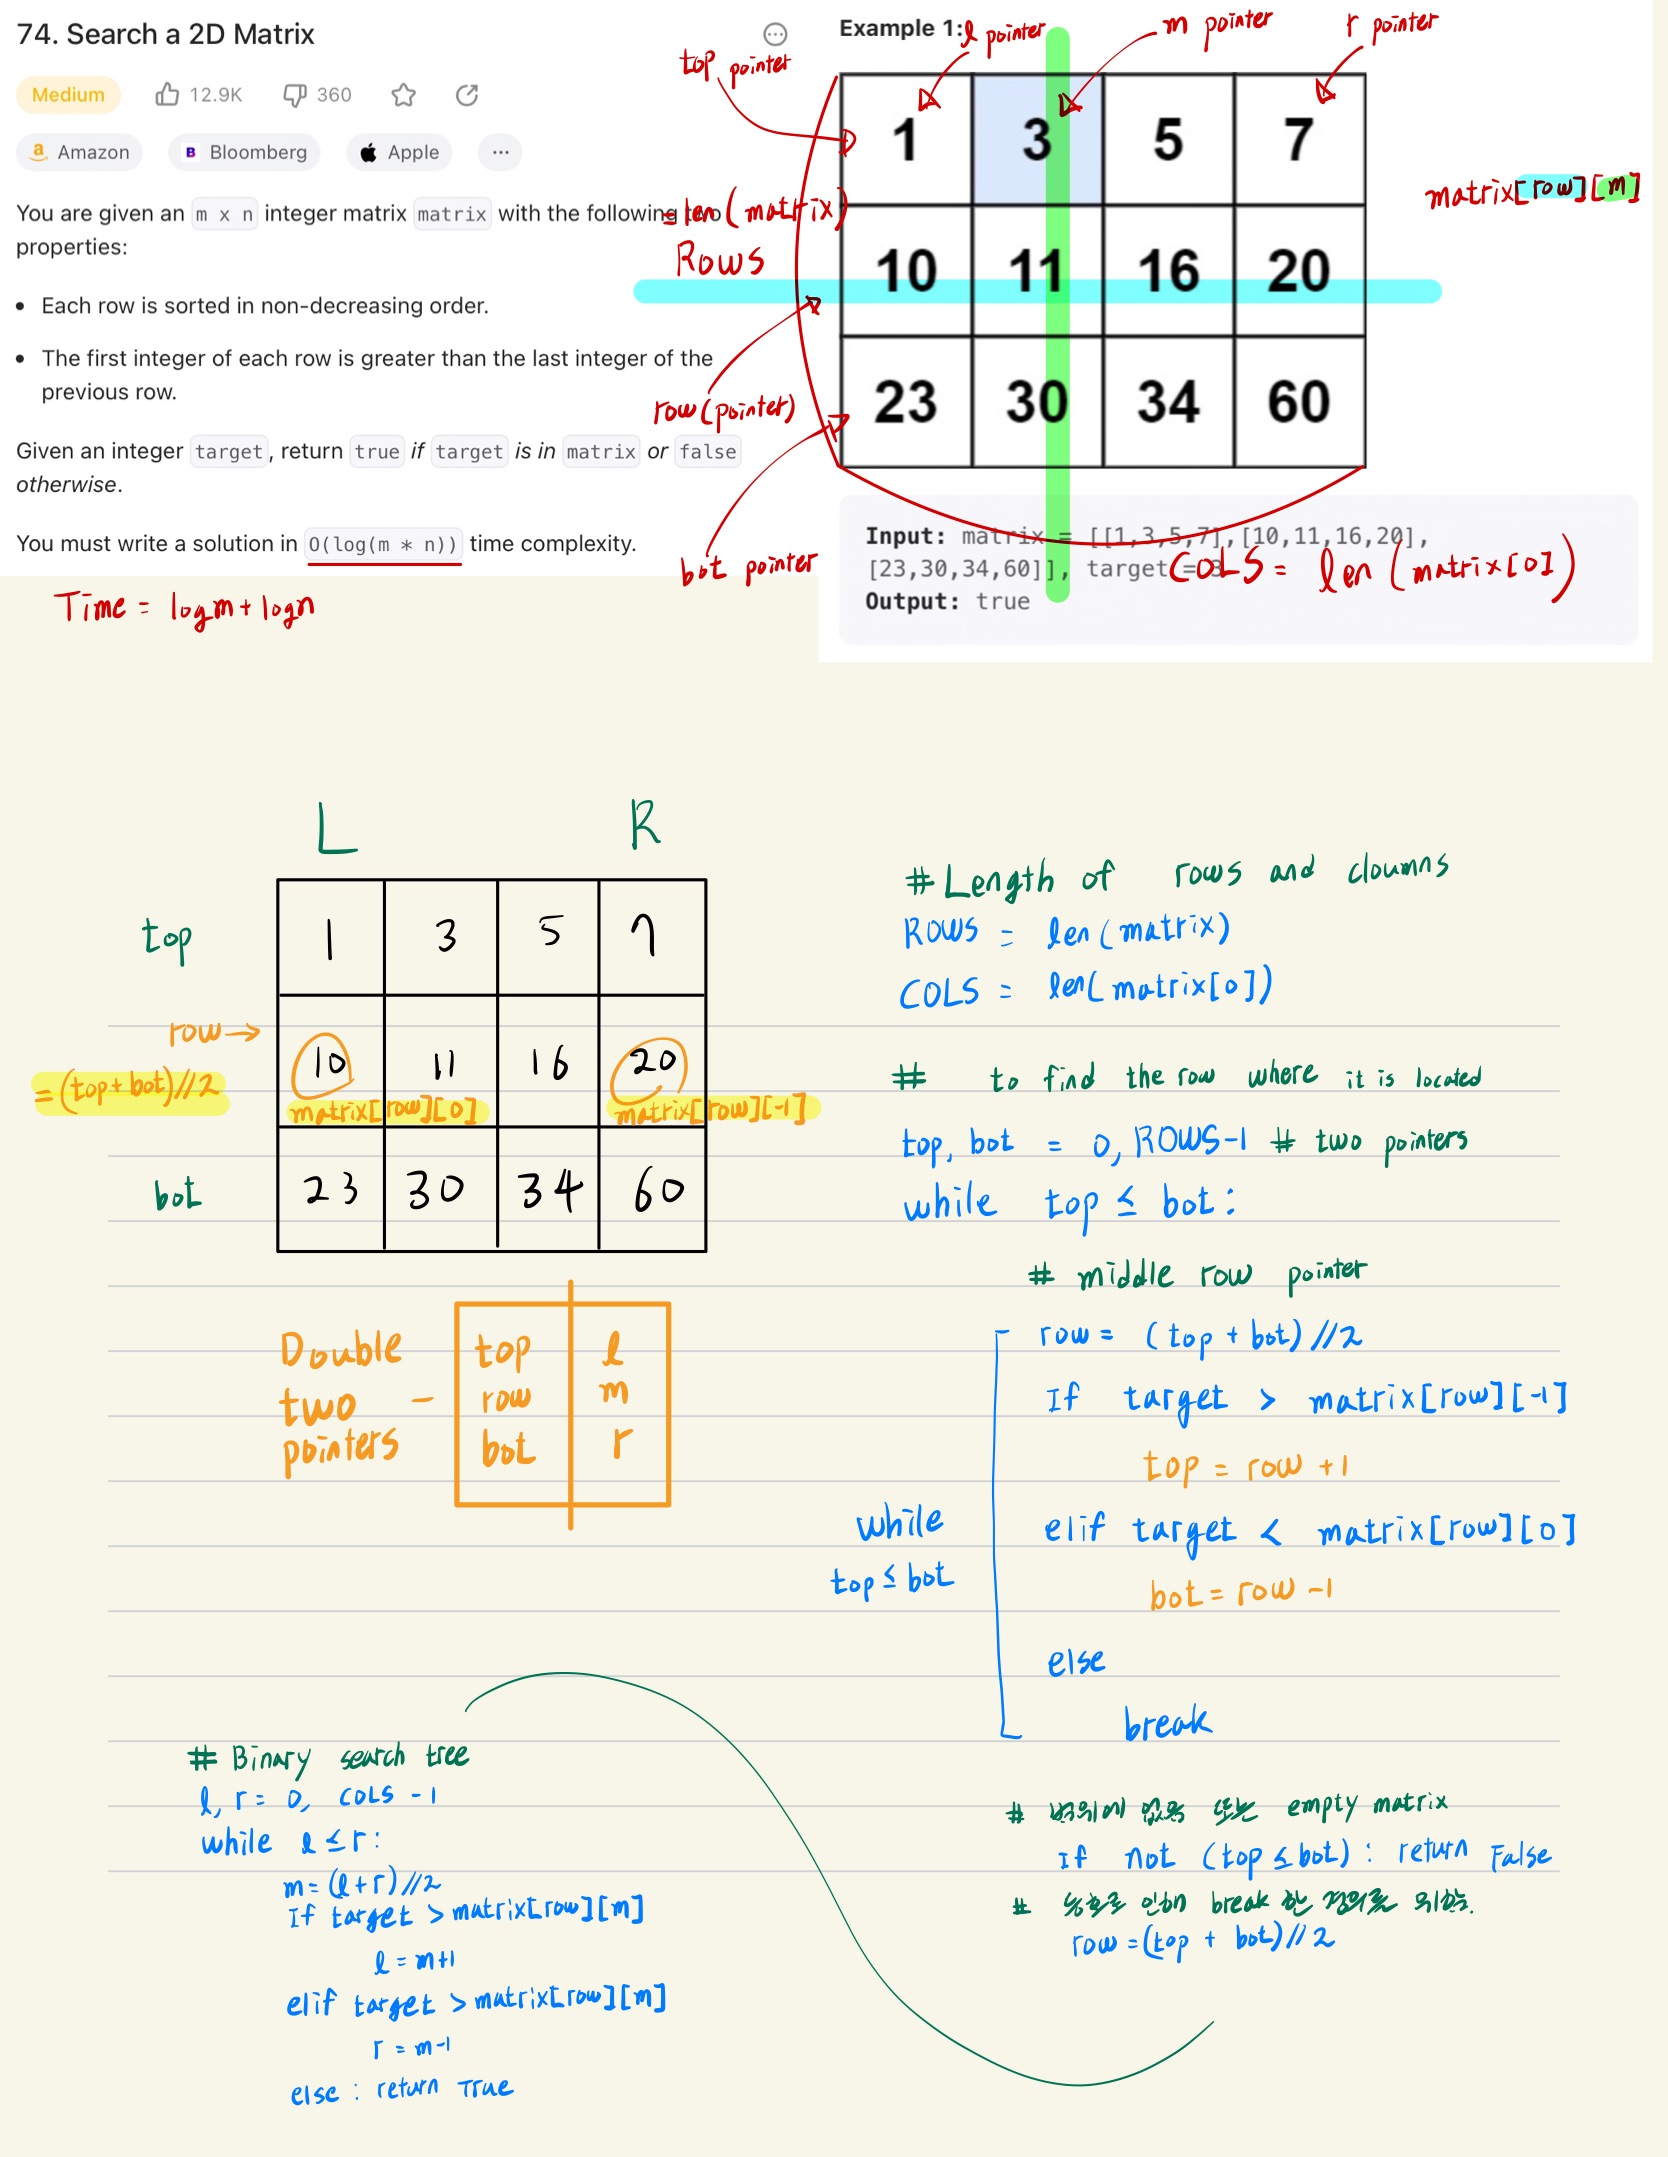 74. Search a 2D Matrix
Medium
12.9K
360
Amazon
Bloomberg
Apple
...
You are given an m x n integer matrix matrix with the following two
properties:
• Each row is sorted in non-decreasing order.
• The first integer of each row is greater than the last integer of the
previous row.
Given an integer target, return true if target is in matrix or false
otherwise.
You must write a solution in O(log(m * n)) time complexity.
Time = logm + logn
Example 1:
l pointer
m pointer
r pointer
top pointer
1 3 5 7
matrix[row][m]
= len(matrix)
Rows
10 11 16 20
row(pointer)
23 30 34 60
bot pointer
Input: matrix = [[1,3,5,7],[10,11,16,20],
[23,30,34,60]], target = 3
Output: true
COLS = len(matrix[0])
L R
top
1 3 5 7
row →
= (top+bot)//2
10 11 16 20
matrix[row][0] matrix[row][-1]
bot
23 30 34 60
Double
two -
pointers
top l
row m
bot r
# Length of rows and cloumns
ROWS = len(matrix)
COLS = len(matrix[0])
# to find the row where it is located
top, bot = 0, ROWS-1 # two pointers
while top ≤ bot:
# middle row pointer
row = (top + bot)//2
If target > matrix[row][-1]
top = row +1
elif target < matrix[row][0]
bot = row -1
else
break
while
top ≤ bot
# 범위에 없음 또는 empty matrix
If not (top ≤ bot): return False
# 인해 break 한
row = (top + bot)//2
# Binary search tree
l, r = 0, COLS -1
while l ≤ r:
m = (l+r)//2
If target > matrix[row][m]
l = m+1
elif target > matrix[row][m]
r = m-1
else : return True